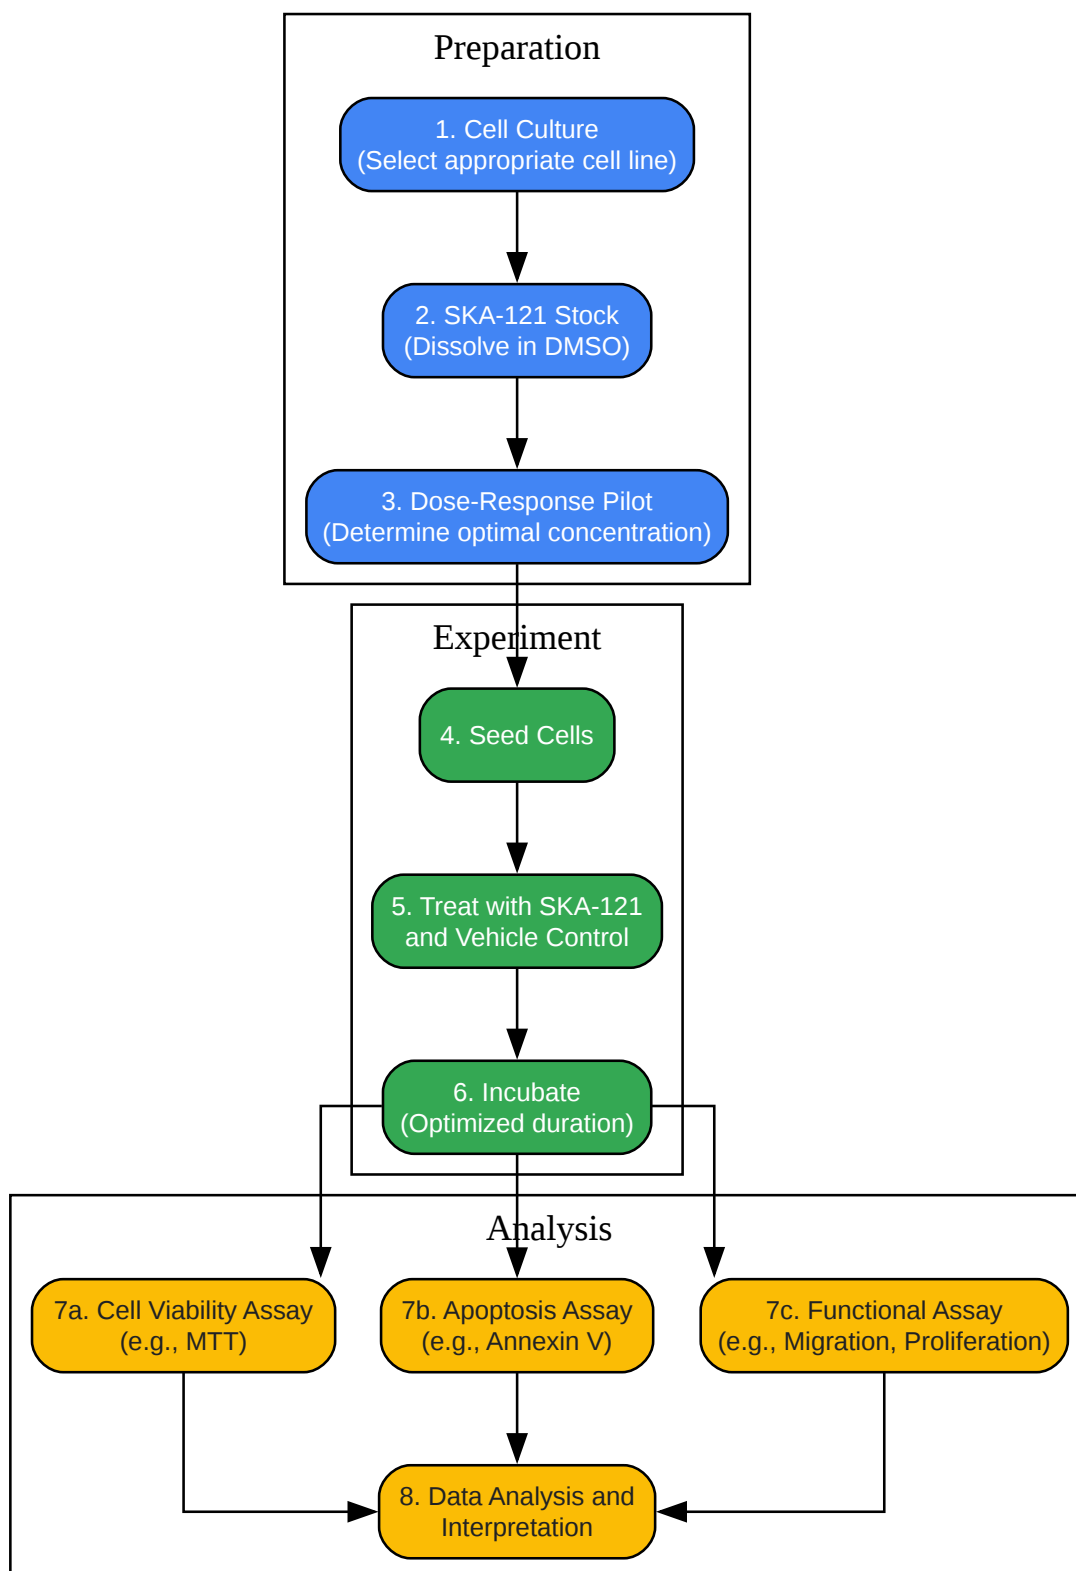 Preparation
1. Cell Culture
(Select appropriate cell line)
2. SKA-121 Stock
(Dissolve in DMSO)
3. Dose-Response Pilot
(Determine optimal concentration)
Experiment
4. Seed Cells
5. Treat with SKA-121
and Vehicle Control
6. Incubate
(Optimized duration)
Analysis
7a. Cell Viability Assay
(e.g., MTT)
7b. Apoptosis Assay
(e.g., Annexin V)
7c. Functional Assay
(e.g., Migration, Proliferation)
8. Data Analysis and
Interpretation